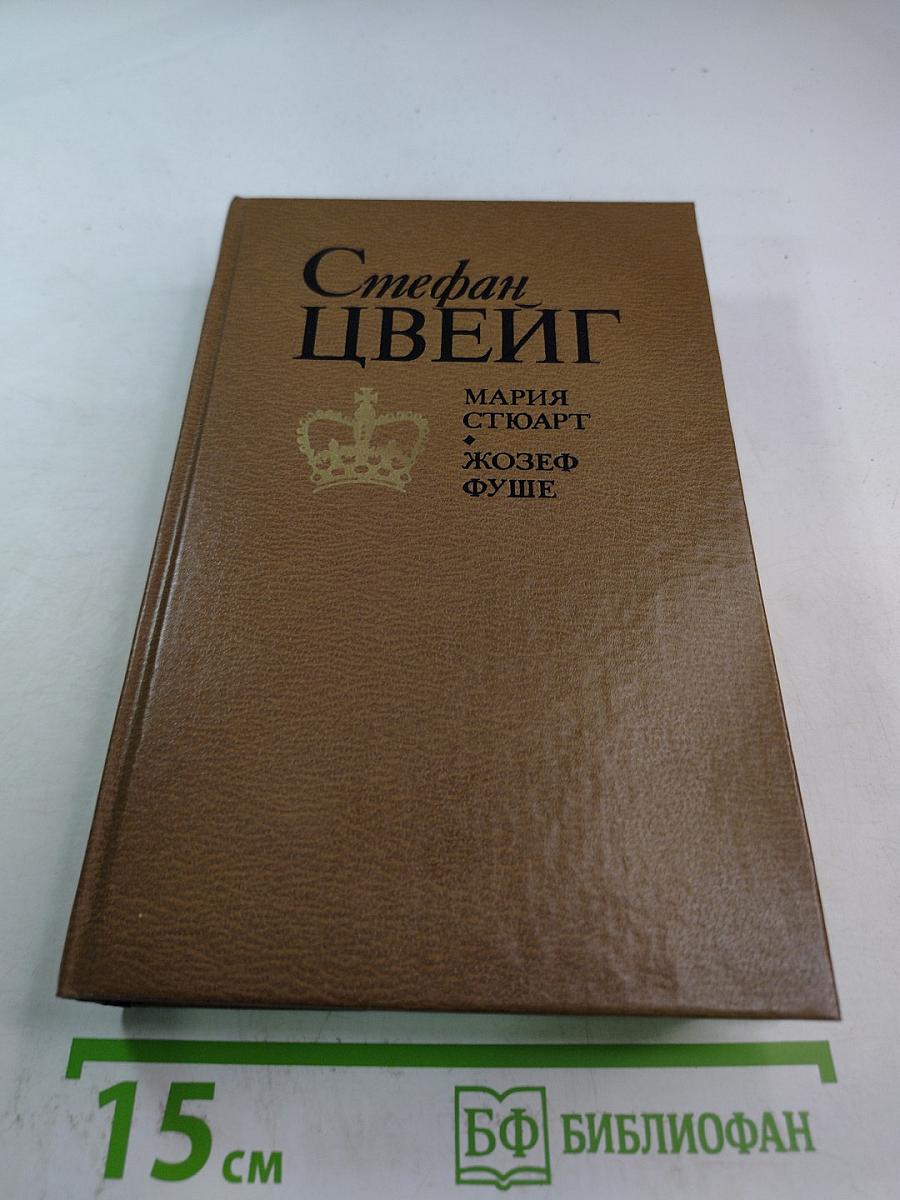 Стефан
ЦВЕЙГ
МАРИЯ
СТЮАРТ
ЖОЗЕФ
ФУШЕ
15 см
БФ БИБЛИОФАН